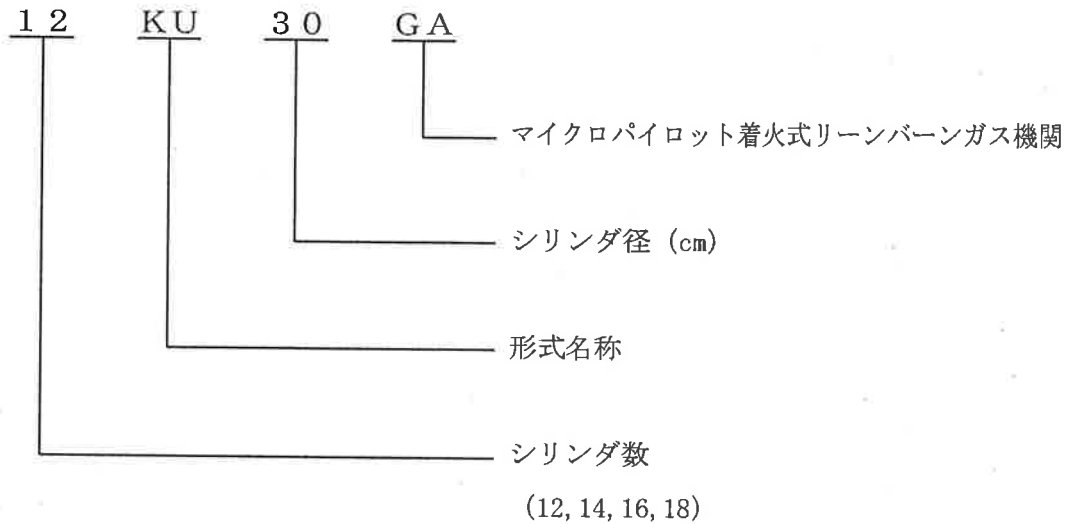 12 KU 30 GA
マイクロパイロット着火式リーンバーンガス機関
シリンダ径 (cm)
形式名称
シリンダ数
(12, 14, 16, 18)